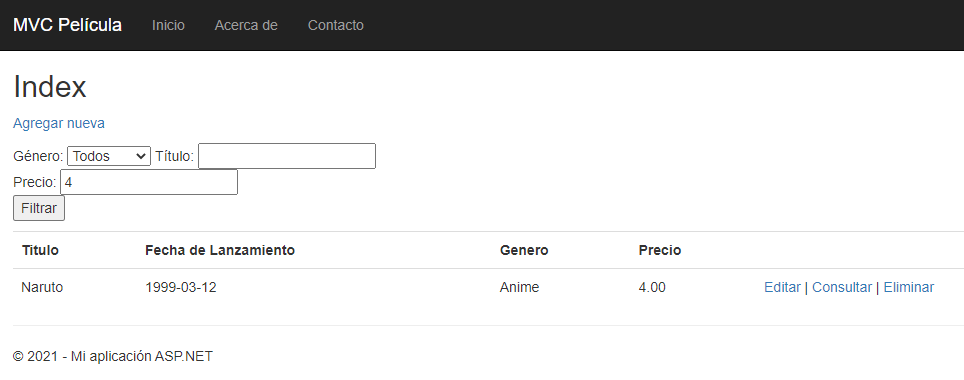 MVC Película Inicio Acerca de Contacto
Index
Agregar nueva
Género: Todos Título:
Precio: 4
Filtrar
Titulo Fecha de Lanzamiento Genero Precio
Naruto 1999-03-12 Anime 4.00 Editar | Consultar | Eliminar
© 2021 - Mi aplicación ASP.NET